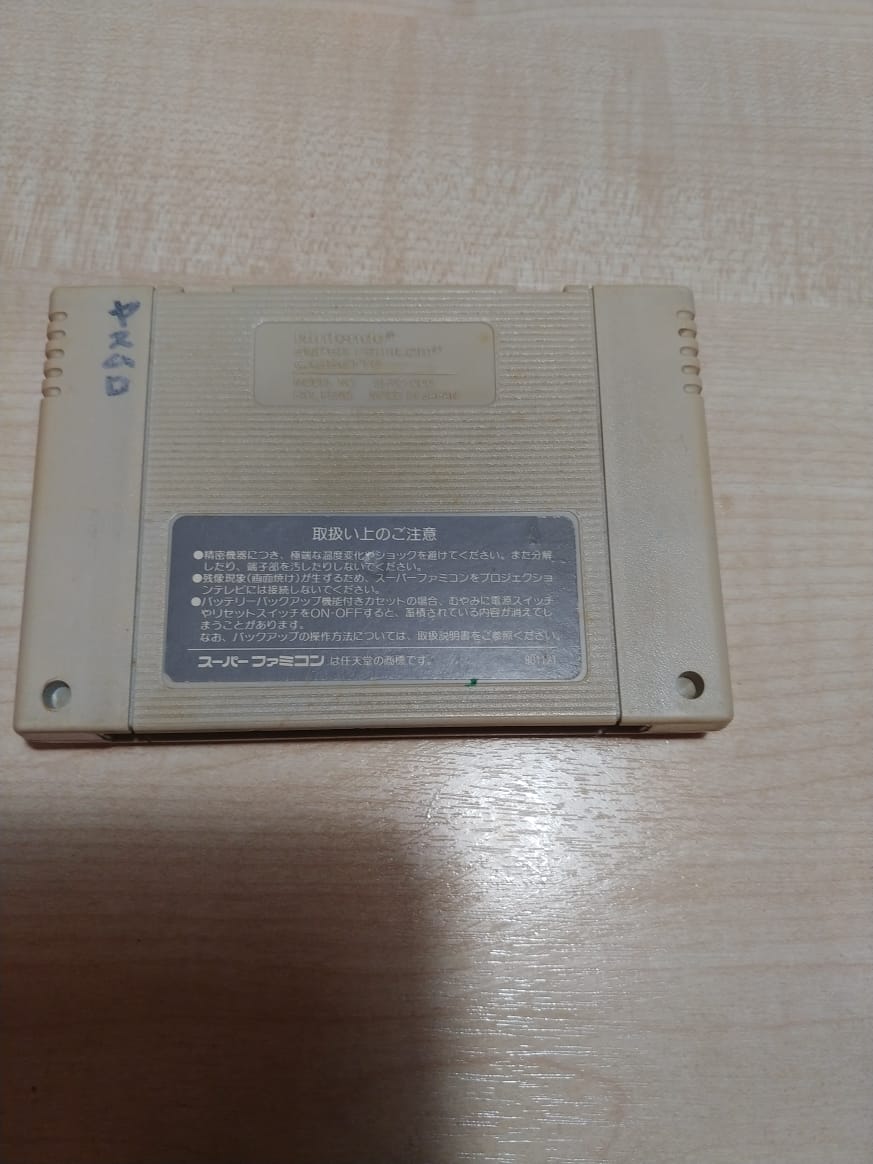 ヤスハロ
Nintendo®
CASSETTE
MADE IN JAPAN
取扱い上のご注意
●精密機器につき、極端な温度変化やショックを避けてください。また分解
したり、端子部を汚したりしないでください。
●残像現象(画面焼け)が生ずるため、スーパーファミコンをプロジェクショ
ンテレビには接続しないでください。
●バッテリーバックアップ機能付きカセットの場合、むやみに電源スイッチ
やリセットスイッチをON-OFFすると、蓄積されている内容が消えてし
まうことがあります。
なお、バックアップの操作方法については、取扱説明書をご参照ください。
スーパーファミコン は任天堂の商標です。 901121